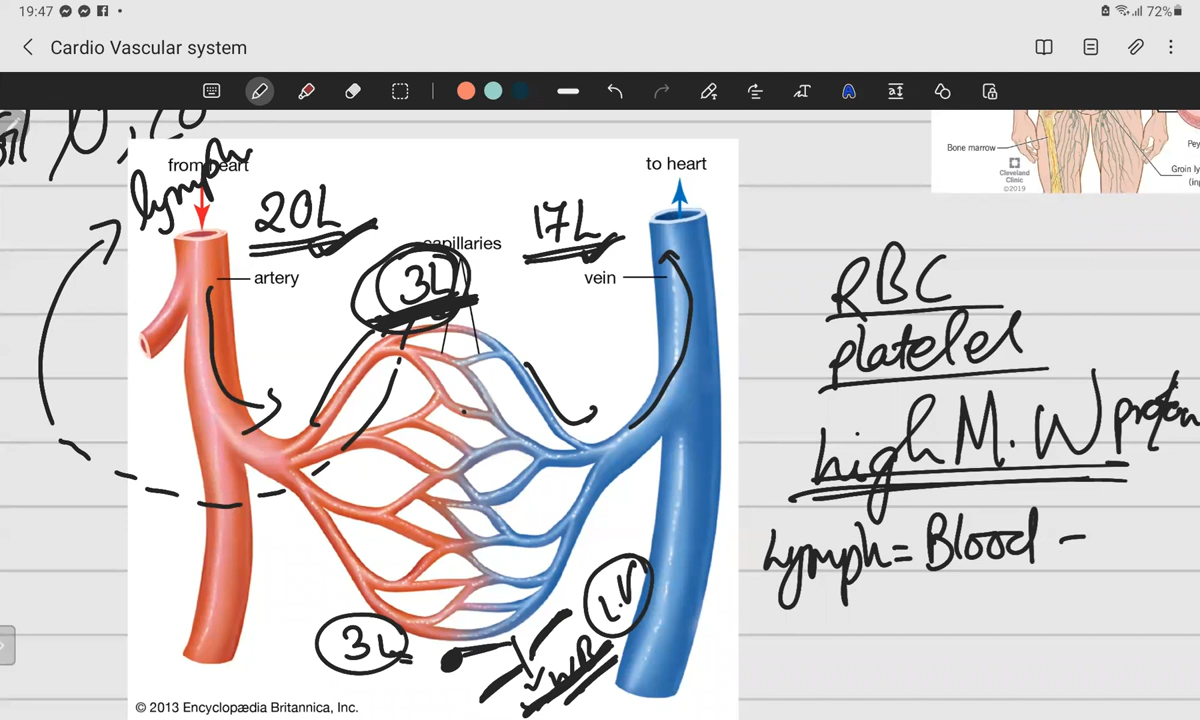 19:47
72%
Cardio Vascular system
from heart
lymph
20L
artery
capillaries
3L
17L
to heart
vein
3L
L.V
© 2013 Encyclopædia Britannica, Inc.
Bone marrow
Cleveland
Clinic
©2019
Groin ly
RBC
platelet
high M.W
Lymph = Blood -